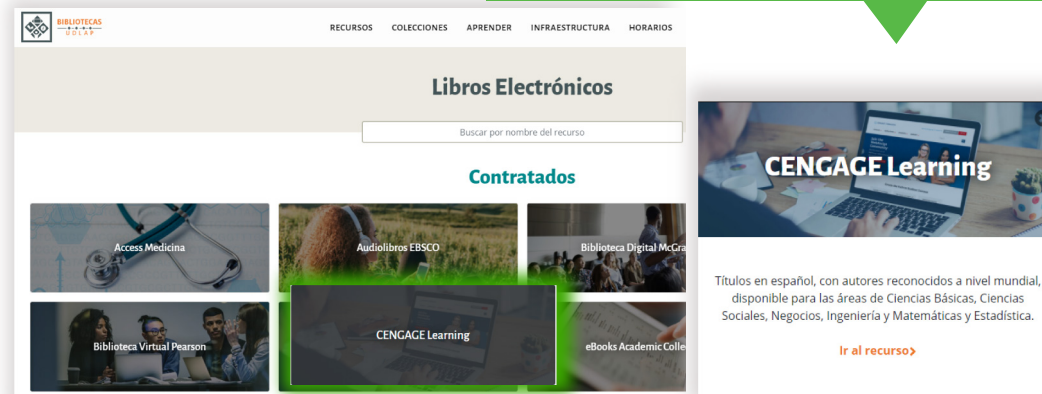 BIBLIOTECAS
UDLAP
RECURSOS COLECCIONES APRENDER INFRAESTRUCTURA HORARIOS
Libros Electrónicos
Buscar por nombre del recurso
Contratados
Access Medicina
Audiolibros EBSCO
Biblioteca Digital McGra
Biblioteca Virtual Pearson
CENGAGE Learning
eBooks Academic Colle
CENGAGE Learning
Títulos en español, con autores reconocidos a nivel mundial,
disponible para las áreas de Ciencias Básicas, Ciencias
Sociales, Negocios, Ingeniería y Matemáticas y Estadística.
Ir al recurso>